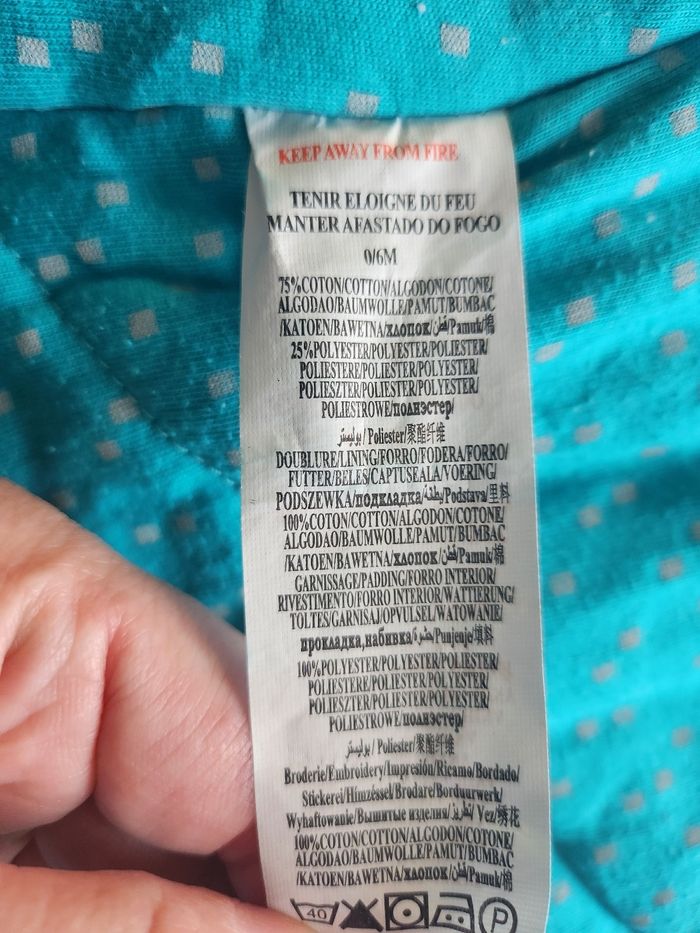 KEEP AWAY FROM FIRE
TENIR ELOIGNE DU FEU
MANTER AFASTADO DO FOGO
0/6M
75%COTON/COTTON/ALGODON/COTONE/
ALGODAO/BAUMWOLLE/PAMUT/BUMBAC
/KATOEN/BAWETNA/хлопок/قطن/Pamuk/棉
25%POLYESTER/POLYESTER/POLIESTER/
POLIESTERE/POLIESTER/POLYESTER/
POLIESZTER/POLIESTER/POLYESTER/
POLIESTROWE/полиэстер/
بوليستر/ Poliester/聚酯纤维
DOUBLURE/LINING/FORRO/FODERA/FORRO/
FUTTER/BELES/CAPTUSEALA/VOERING/
PODSZEWKA/подкладка/بطانة/Podstava/里料
100%COTON/COTTON/ALGODON/COTONE/
ALGODAO/BAUMWOLLE/PAMUT/BUMBAC
/KATOEN/BAWETNA/хлопок/قطن/Pamuk/棉
GARNISSAGE/PADDING/FORRO INTERIOR/
RIVESTIMENTO/FORRO INTERIOR/WATTIERUNG/
TOLTES/GARNISAJ/OPVULSEL/WATOWANIE/
прокладка,набивка/حشرة/Punjenje/填料
100%POLYESTER/POLYESTER/POLIESTER/
POLIESTERE/POLIESTER/POLYESTER/
POLIESZTER/POLIESTER/POLYESTER/
POLIESTROWE/полиэстер/
بوليستر/ Poliester/聚酯纤维
Broderie/Embroidery/Impresión/Ricamo/Bordado/
Stickerei/Himzéssel/Brodare/Borduurwerk/
Wyhaftowanie/Вышитые изделия/تطريز/ Vez/绣花
100%COTON/COTTON/ALGODON/COTONE/
ALGODAO/BAUMWOLLE/PAMUT/BUMBAC
/KATOEN/BAWETNA/хлопок/قطن/Pamuk/棉
40 P